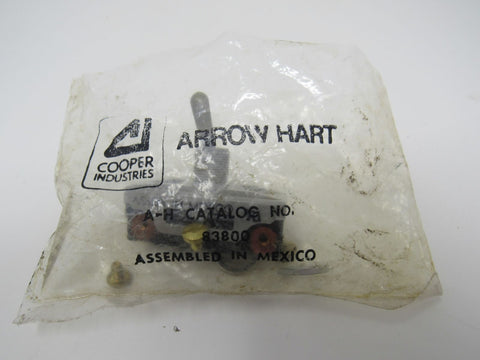 COOPER
INDUSTRIES
ARROW HART
A-H CATALOG NO.
83800
ASSEMBLED IN MEXICO